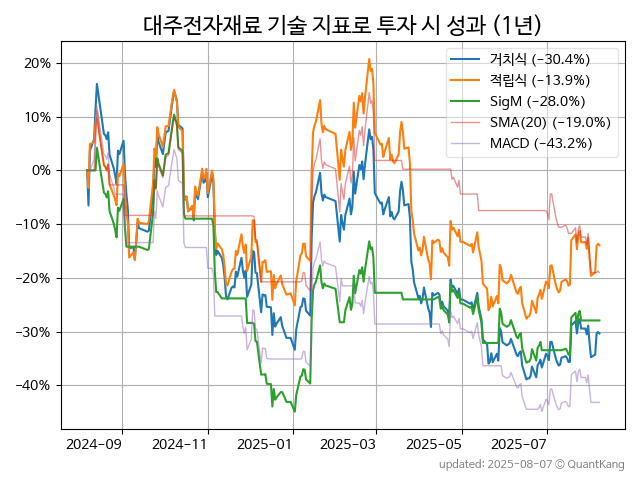 대주전자재료 기술 지표로 투자 시 성과 (1년)
거치식 (−30.4%)
적립식 (−13.9%)
SigM (−28.0%)
SMA(20) (−19.0%)
MACD (−43.2%)
20%
10%
0%
−10%
−20%
−30%
−40%
2024-09
2024-11
2025-01
2025-03
2025-05
2025-07
updated: 2025-08-07 © QuantKang